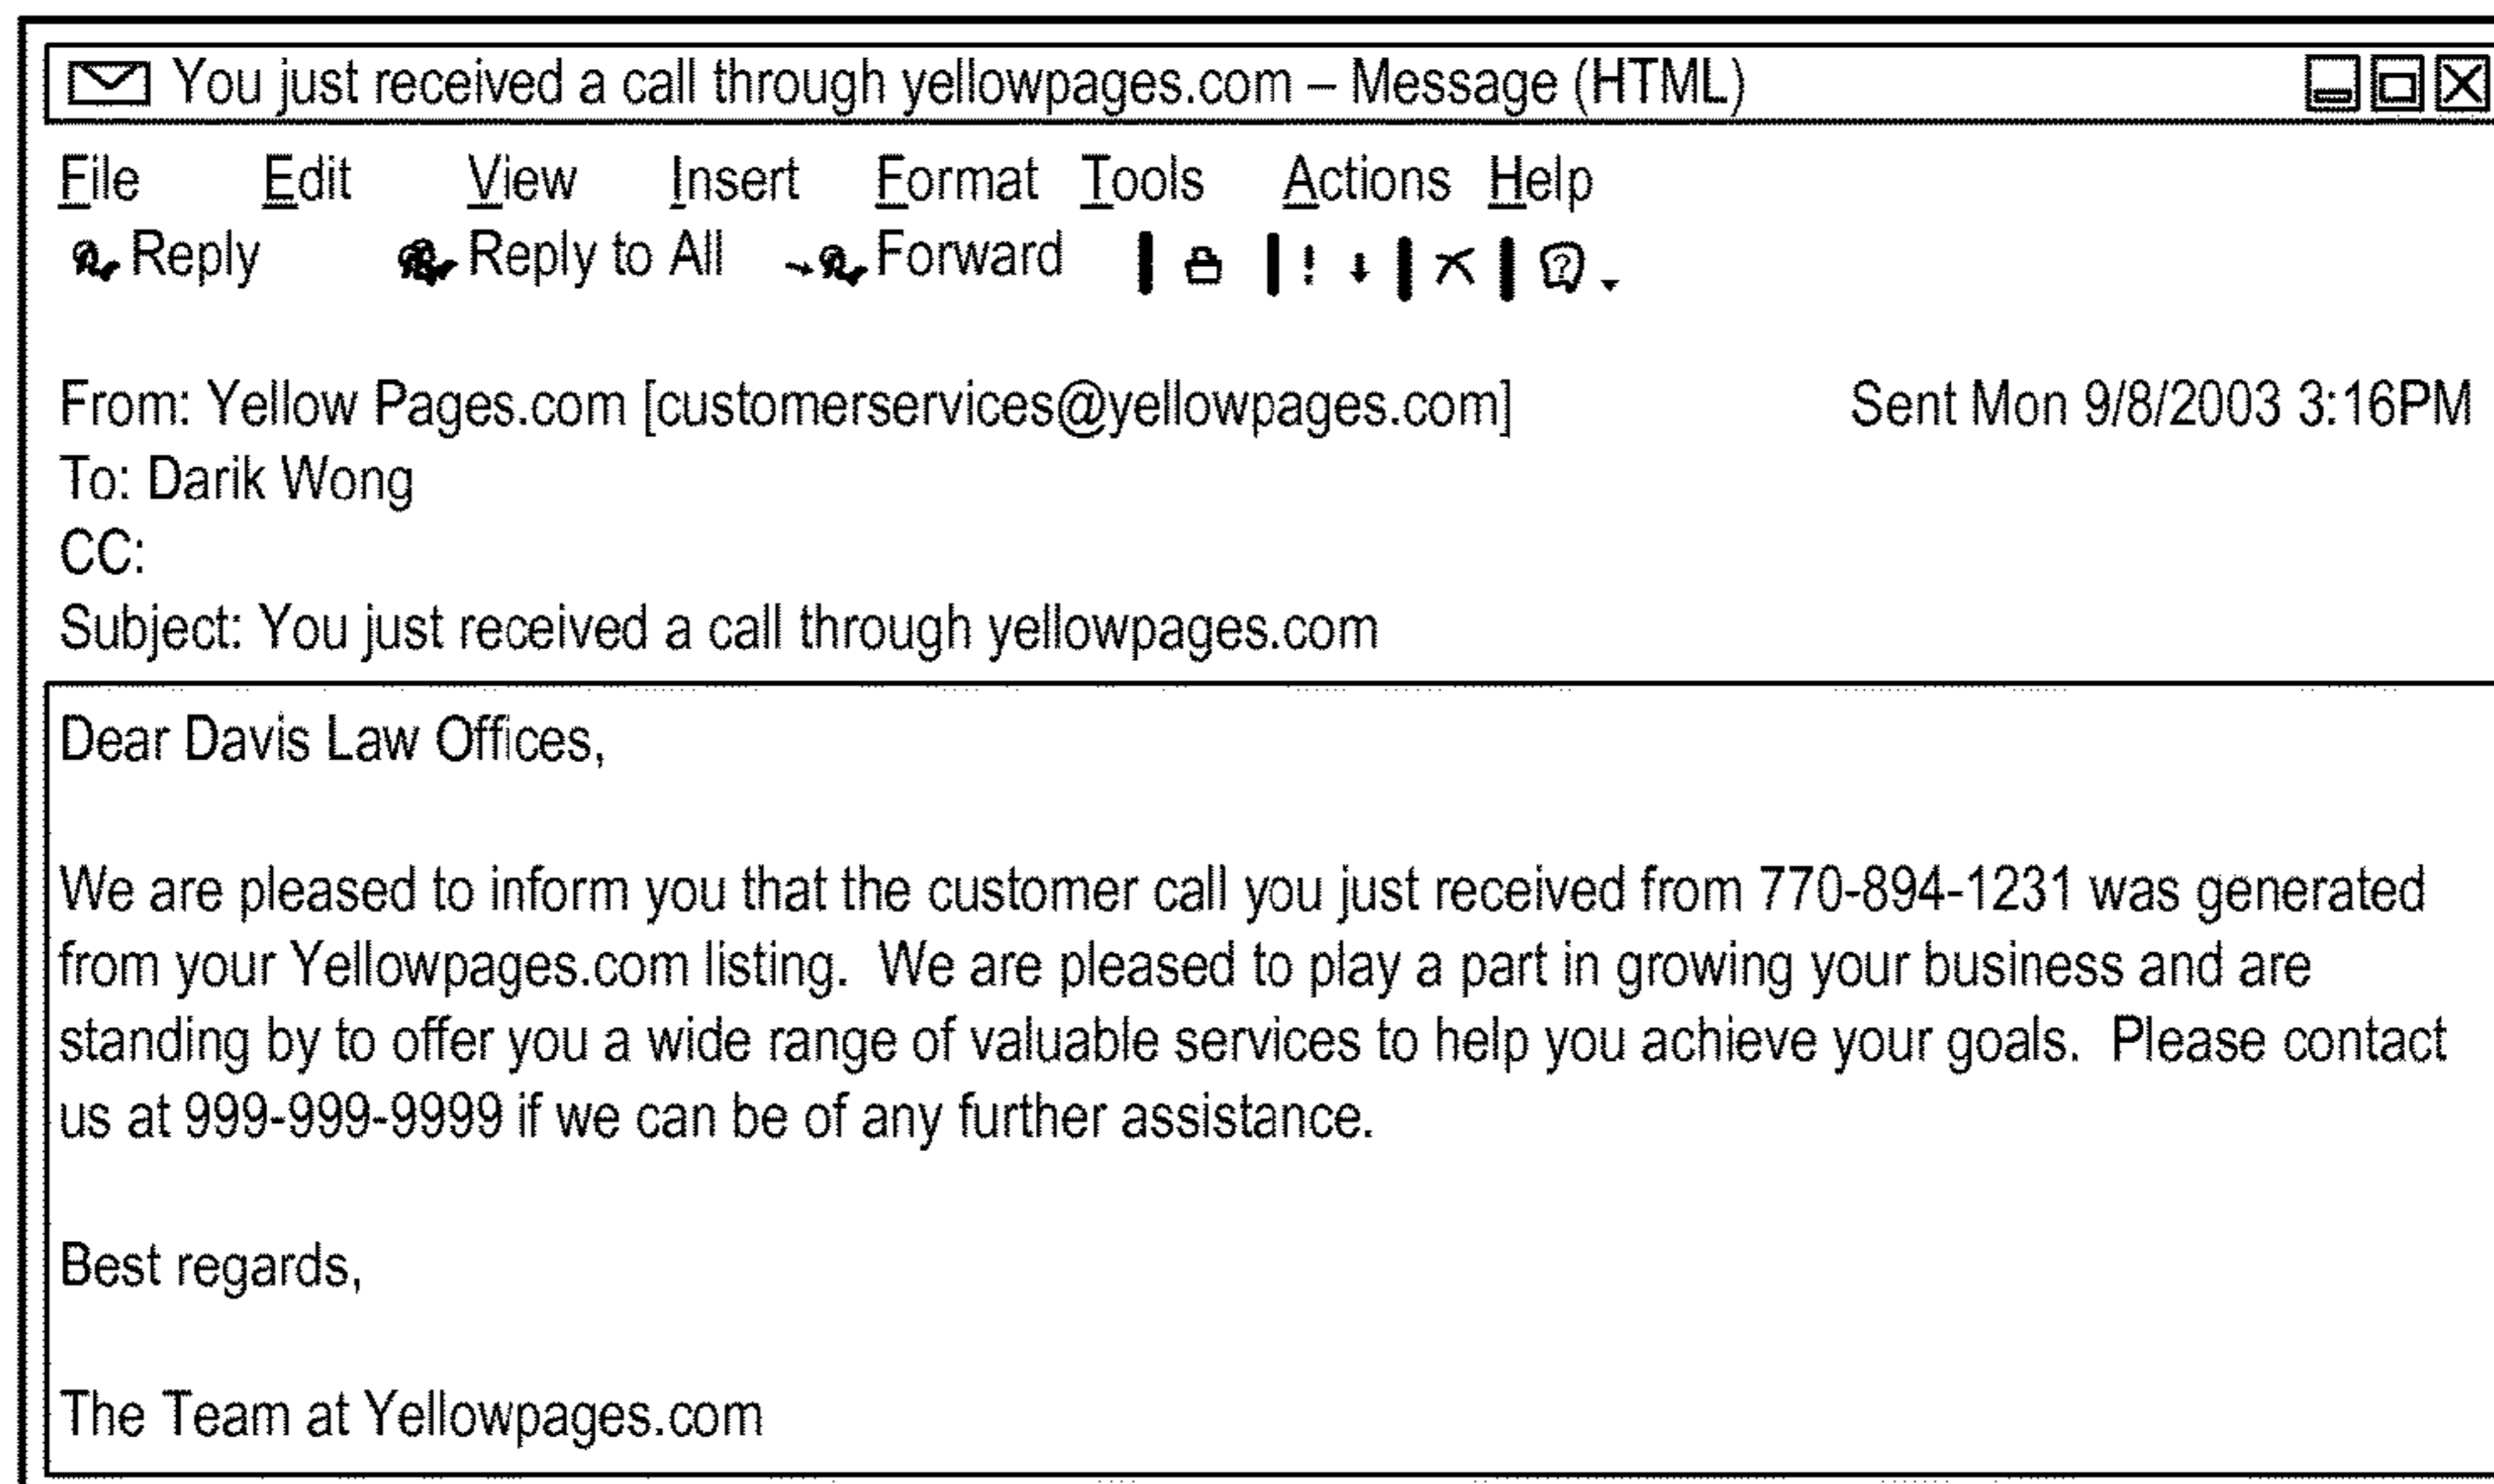 You just received a call through yellowpages.com – Message (HTML)
File Edit View Insert Format Tools Actions Help
Reply Reply to All Forward ! ?
From: Yellow Pages.com [customerservices@yellowpages.com] Sent Mon 9/8/2003 3:16PM
To: Darik Wong
CC:
Subject: You just received a call through yellowpages.com
Dear Davis Law Offices,
We are pleased to inform you that the customer call you just received from 770-894-1231 was generated
from your Yellowpages.com listing. We are pleased to play a part in growing your business and are
standing by to offer you a wide range of valuable services to help you achieve your goals. Please contact
us at 999-999-9999 if we can be of any further assistance.
Best regards,
The Team at Yellowpages.com